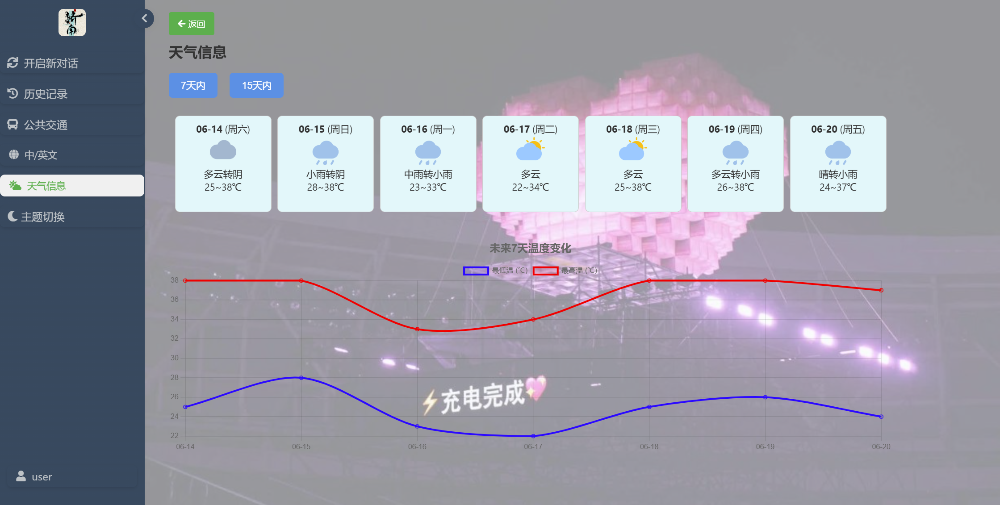 济南
开启新对话
历史记录
公共交通
中/英文
天气信息
主题切换
user
返回
天气信息
7天内
15天内
06-14 (周六)
多云转阴
25~38℃
06-15 (周日)
小雨转阴
28~38℃
06-16 (周一)
中雨转小雨
23~33℃
06-17 (周二)
多云
22~34℃
06-18 (周三)
多云
25~38℃
06-19 (周四)
多云转小雨
26~38℃
06-20 (周五)
晴转小雨
24~37℃
未来7天温度变化
最低温 (℃) 最高温 (℃)
38
36
34
32
30
28
26
24
22
06-14 06-15 06-16 06-17 06-18 06-19 06-20
⚡充电完成💖